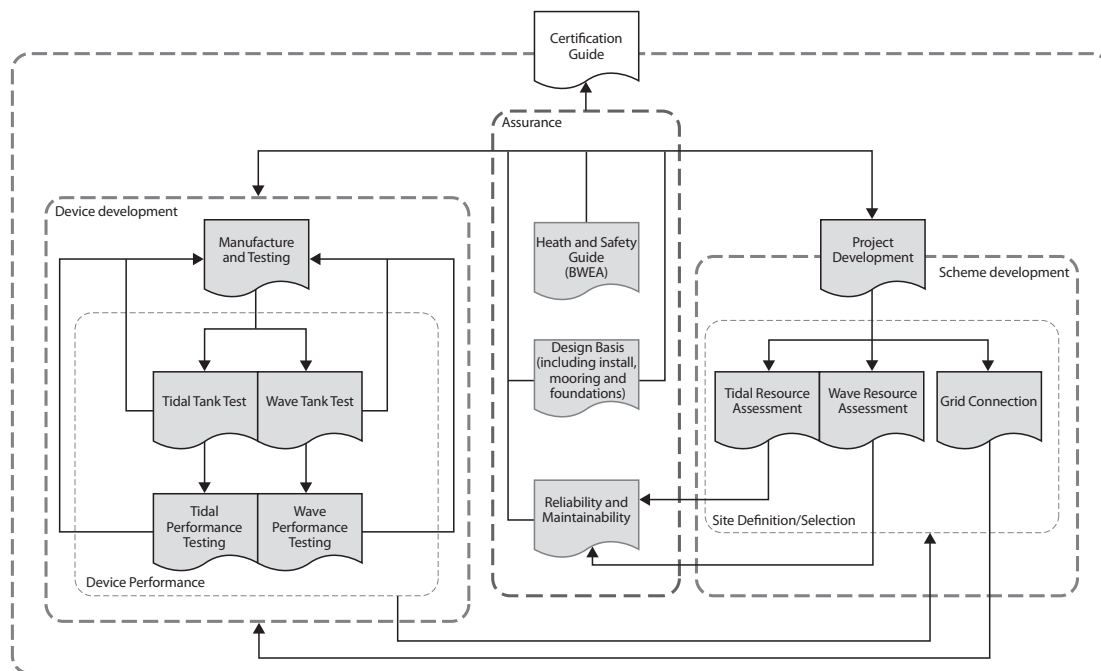 Certification
Guide
Assurance
Device development
Manufacture
and Testing
Heath and Safety
Guide
(BWEA)
Project
Development
Scheme development
Design Basis
(including install,
mooring and
foundations)
Tidal Tank Test
Wave Tank Test
Tidal Resource
Assessment
Wave Resource
Assessment
Grid Connection
Tidal
Performance
Testing
Wave
Performance
Testing
Reliability and
Maintainability
Site Definition/Selection
Device Performance